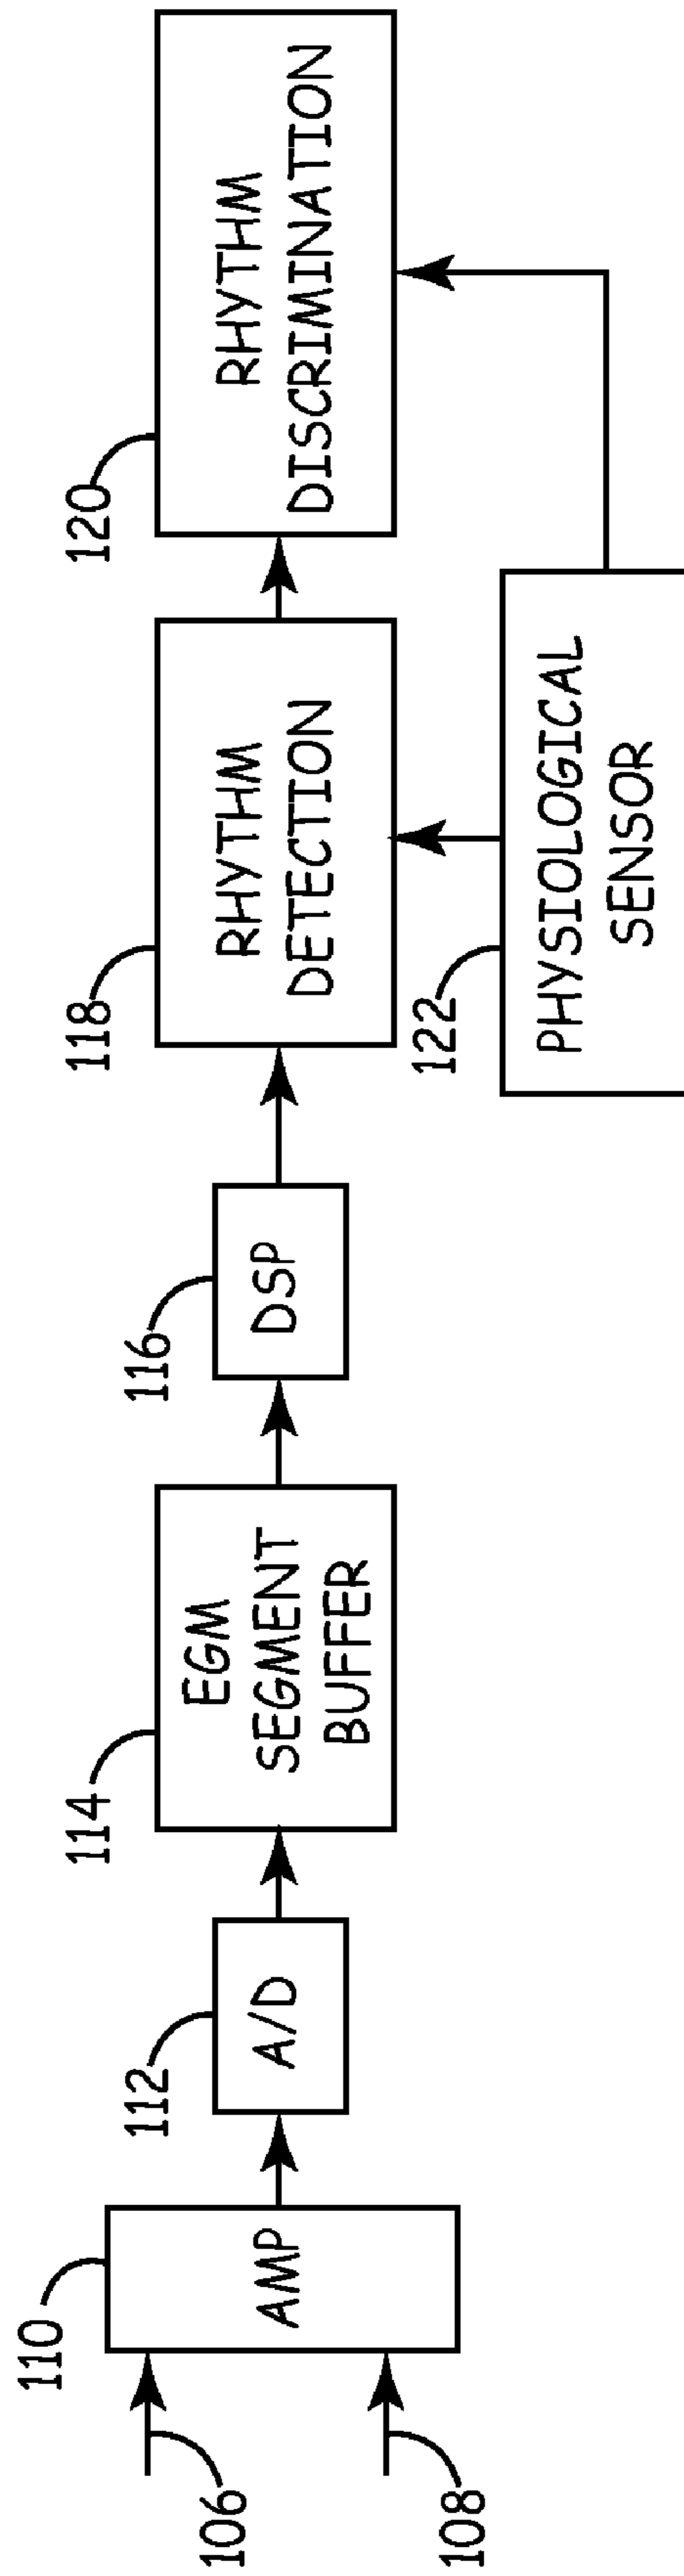 106
108
110
AMP
112
A/D
114
EGM
SEGMENT
BUFFER
116
DSP
118
RHYTHM
DETECTION
120
RHYTHM
DISCRIMINATION
122
PHYSIOLOGICAL
SENSOR